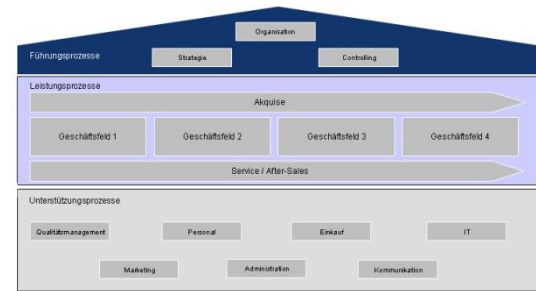 Organisation
Führungsprozesse
Strategie
Controlling
Leistungsprozesse
Akquise
Geschäftsfeld 1
Geschäftsfeld 2
Geschäftsfeld 3
Geschäftsfeld 4
Service / After-Sales
Unterstützungsprozesse
Qualitätsmanagement
Personal
Einkauf
IT
Marketing
Administration
Kommunikation